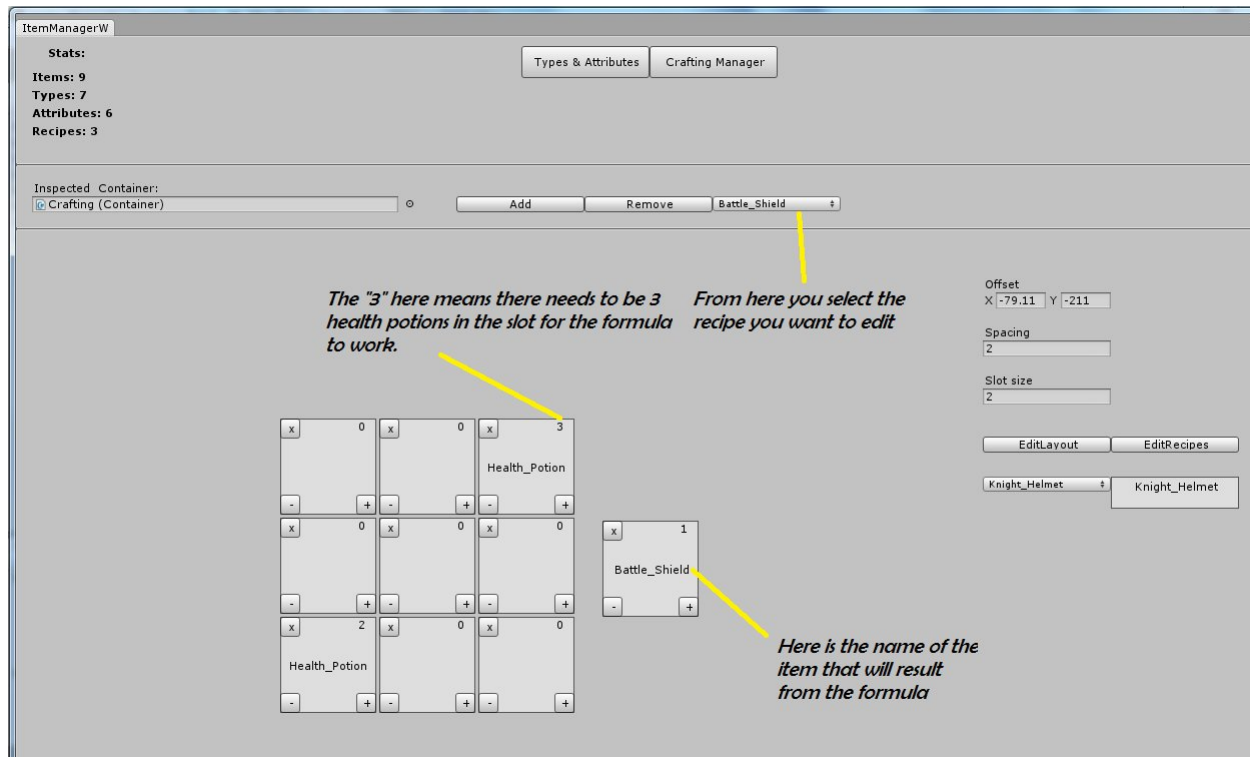 ItemManagerW
Stats:
Items: 9
Types: 7
Attributes: 6
Recipes: 3
Types & Attributes
Crafting Manager
Inspected Container:
Crafting (Container)
Add
Remove
Battle_Shield
The "3" here means there needs to be 3
health potions in the slot for the formula
to work.
From here you select the
recipe you want to edit
Offset
X -79.11 Y -211
Spacing
2
Slot size
2
EditLayout
EditRecipes
Knight_Helmet
Knight_Helmet
x 0 x 0 x 3
Health_Potion
- + - + - +
x 0 x 0 x 0
- + - + - +
x 2 x 0 x 0
Health_Potion
- + - + - +
x 1
Battle_Shield
- +
Here is the name of the
item that will result
from the formula